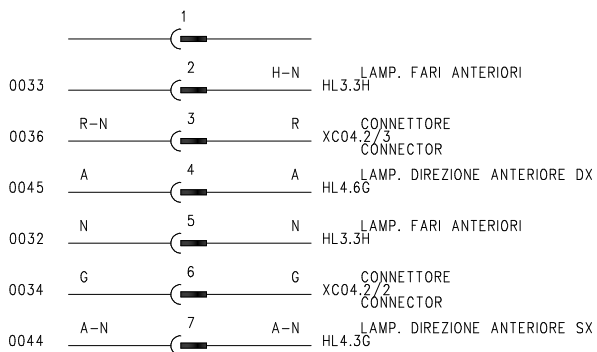 1
2 H-N LAMP. FARI ANTERIORI
0033 HL3.3H
R-N 3 R CONNETTORE
0036 XC04.2/3
CONNECTOR
A 4 A LAMP. DIREZIONE ANTERIORE DX
0045 HL4.6G
N 5 N LAMP. FARI ANTERIORI
0032 HL3.3H
G 6 G CONNETTORE
0034 XC04.2/2
CONNECTOR
A-N 7 A-N LAMP. DIREZIONE ANTERIORE SX
0044 HL4.3G